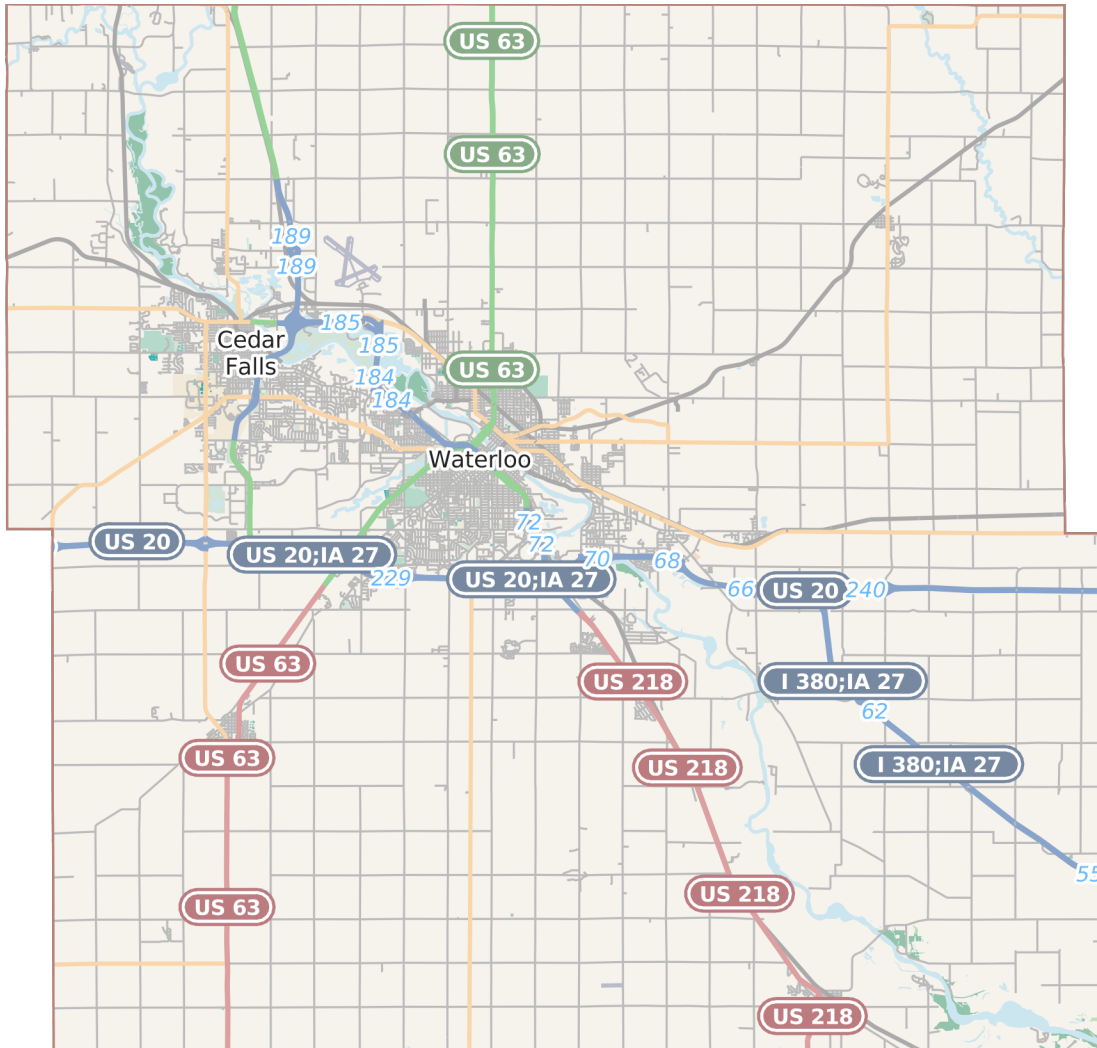 US 63
US 63
189
189
185
Cedar
Falls
185
US 63
184
184
Waterloo
72
US 20
72
US 20;IA 27
70
68
229
US 20;IA 27
66
US 20
240
US 63
US 218
I 380;IA 27
62
US 63
US 218
I 380;IA 27
55
US 218
US 63
US 218